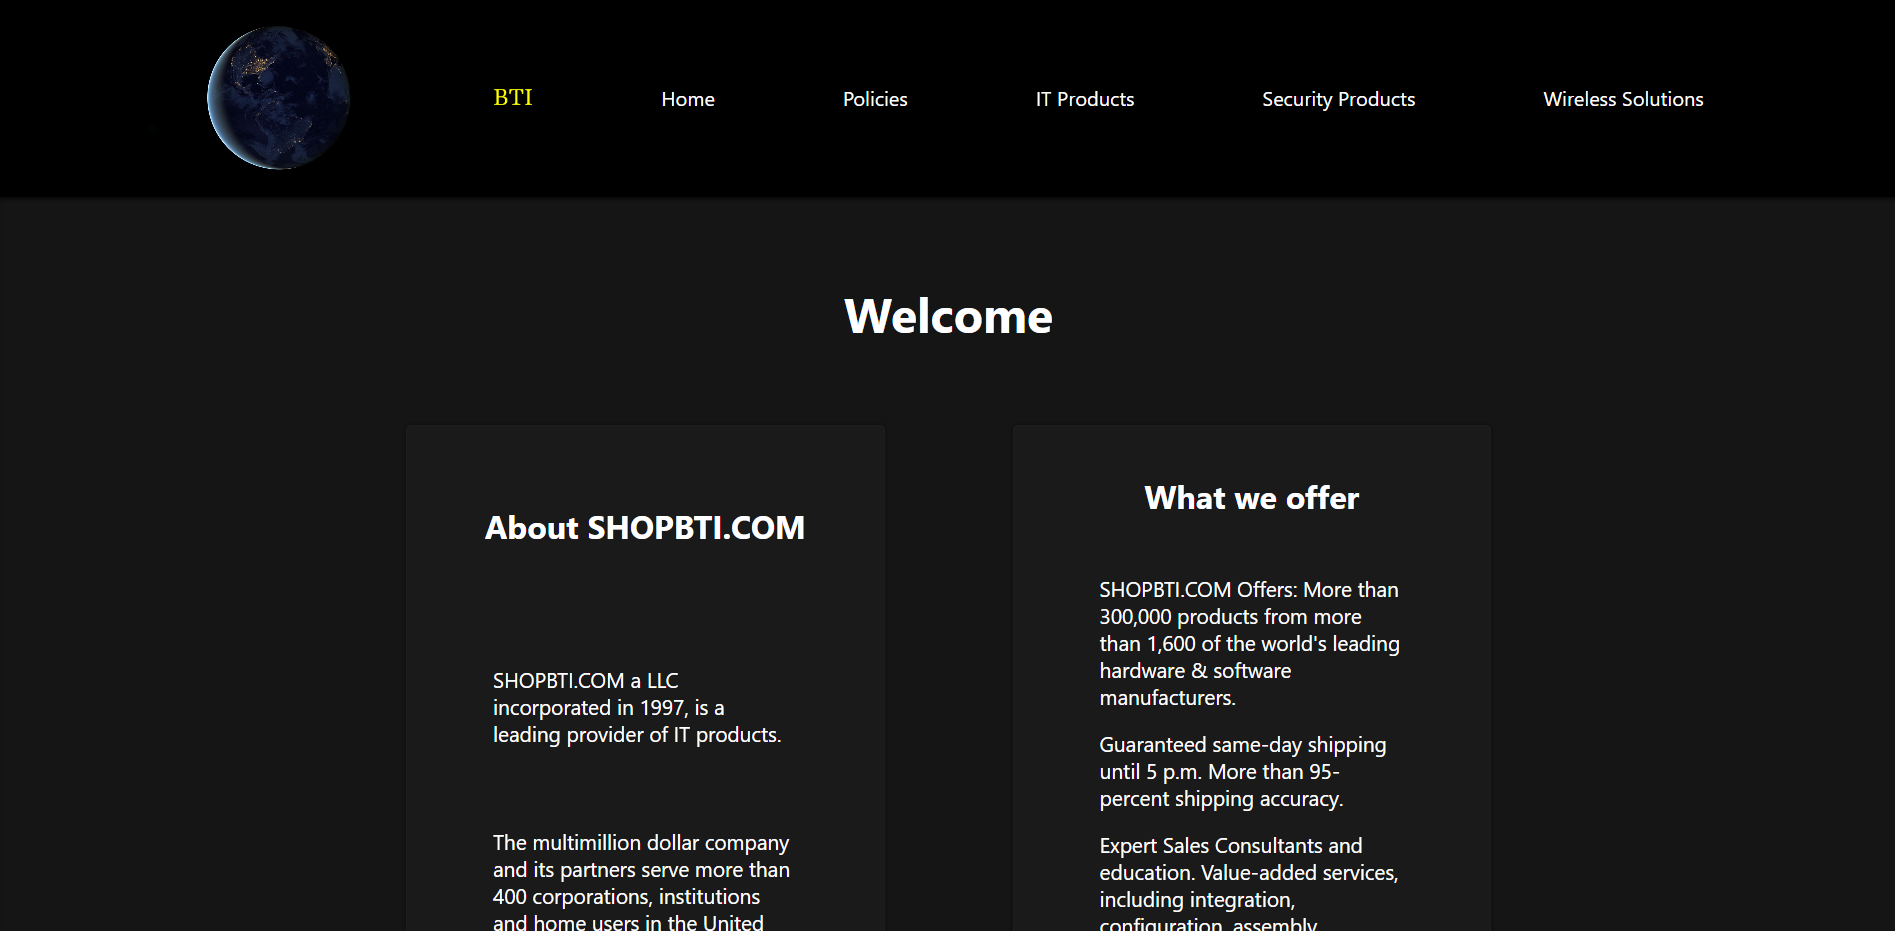 BTI
Home
Policies
IT Products
Security Products
Wireless Solutions
Welcome
About SHOPBTI.COM
SHOPBTI.COM a LLC
incorporated in 1997, is a
leading provider of IT products.
The multimillion dollar company
and its partners serve more than
400 corporations, institutions
and home users in the United
What we offer
SHOPBTI.COM Offers: More than
300,000 products from more
than 1,600 of the world's leading
hardware & software
manufacturers.
Guaranteed same-day shipping
until 5 p.m. More than 95-
percent shipping accuracy.
Expert Sales Consultants and
education. Value-added services,
including integration,
configuration, assembly